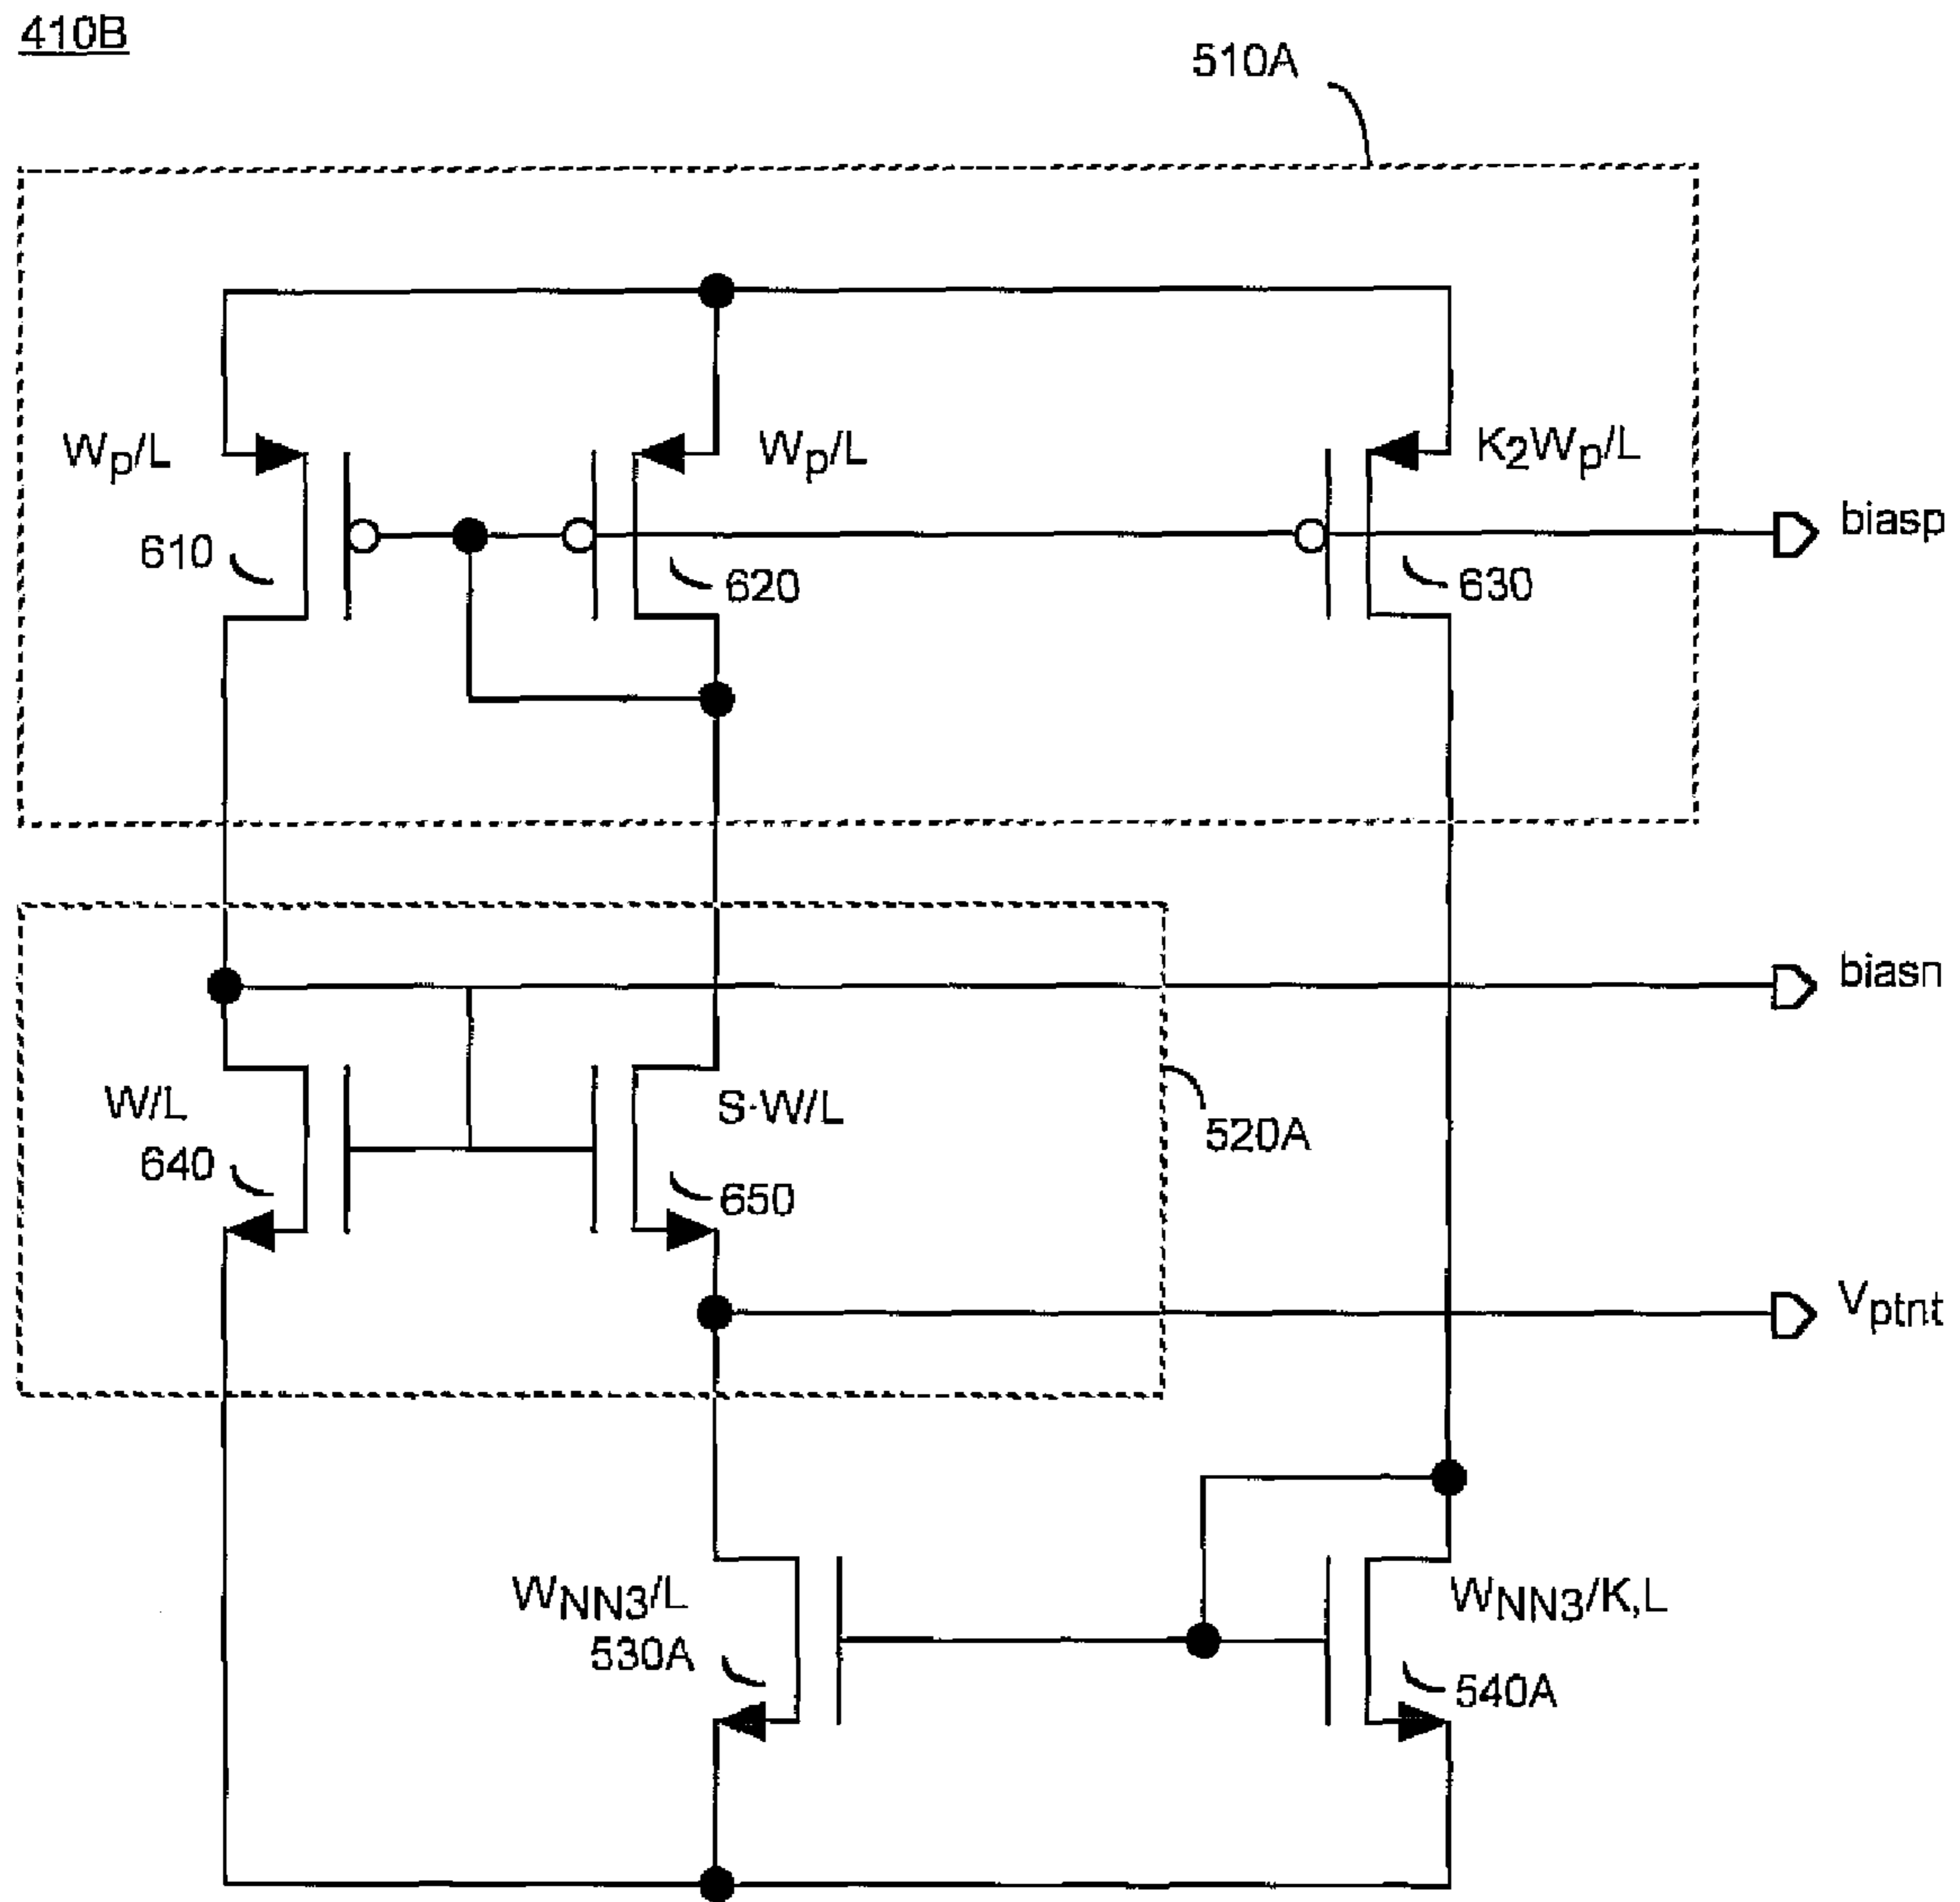 410B
510A
Wp/L
Wp/L
K2Wp/L
biasp
610
620
630
biasn
W/L
S·W/L
520A
640
650
Vptnt
WNN3/L
WNN3/K,L
530A
540A